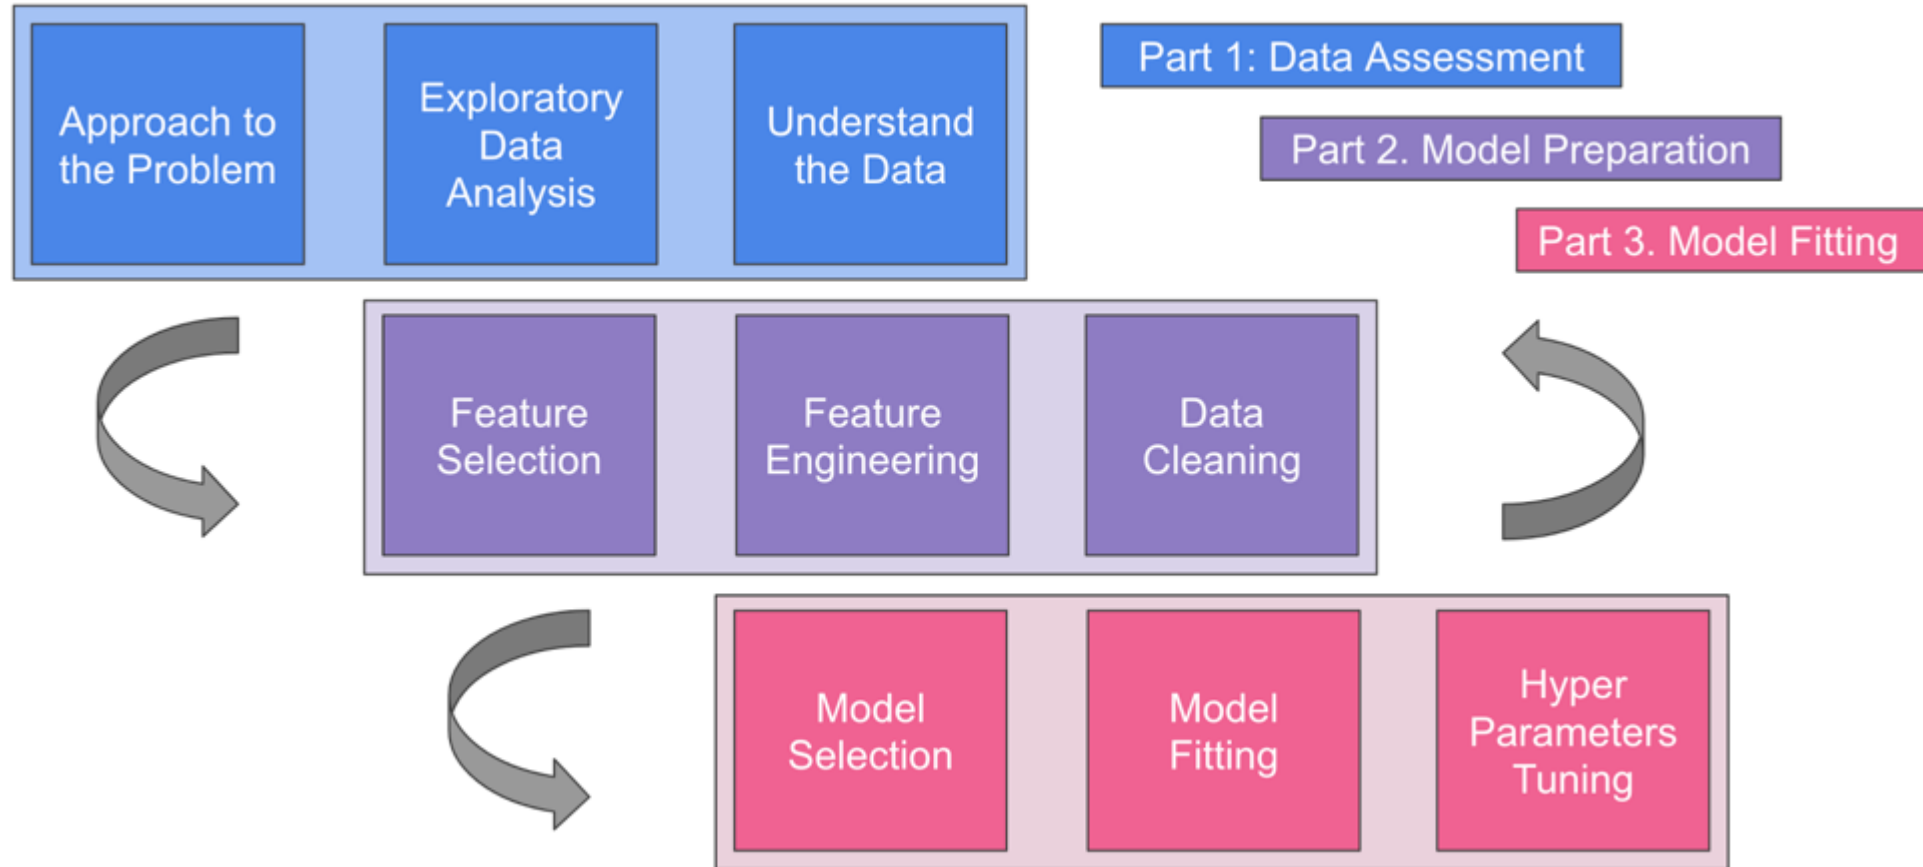 Approach to
the Problem
Exploratory
Data
Analysis
Understand
the Data
Part 1: Data Assessment
Part 2. Model Preparation
Part 3. Model Fitting
Feature
Selection
Feature
Engineering
Data
Cleaning
Model
Selection
Model
Fitting
Hyper
Parameters
Tuning